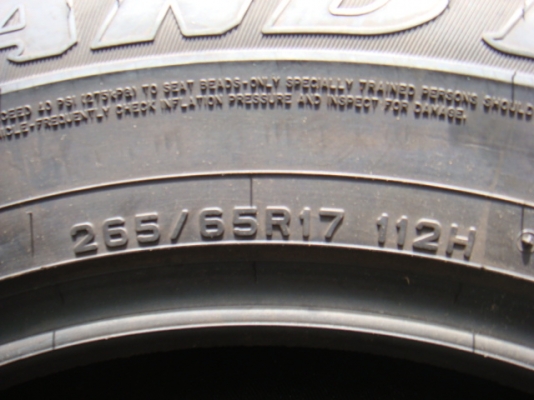 AND
EED 40 PSI (275kPa) TO SEAT BEADS-ONLY SPECIALLY TRAINED PERSONS SHOULD
FREQUENTLY CHECK INFLATION PRESSURE AND INSPECT FOR DAMAGE.
265/65R17 112H